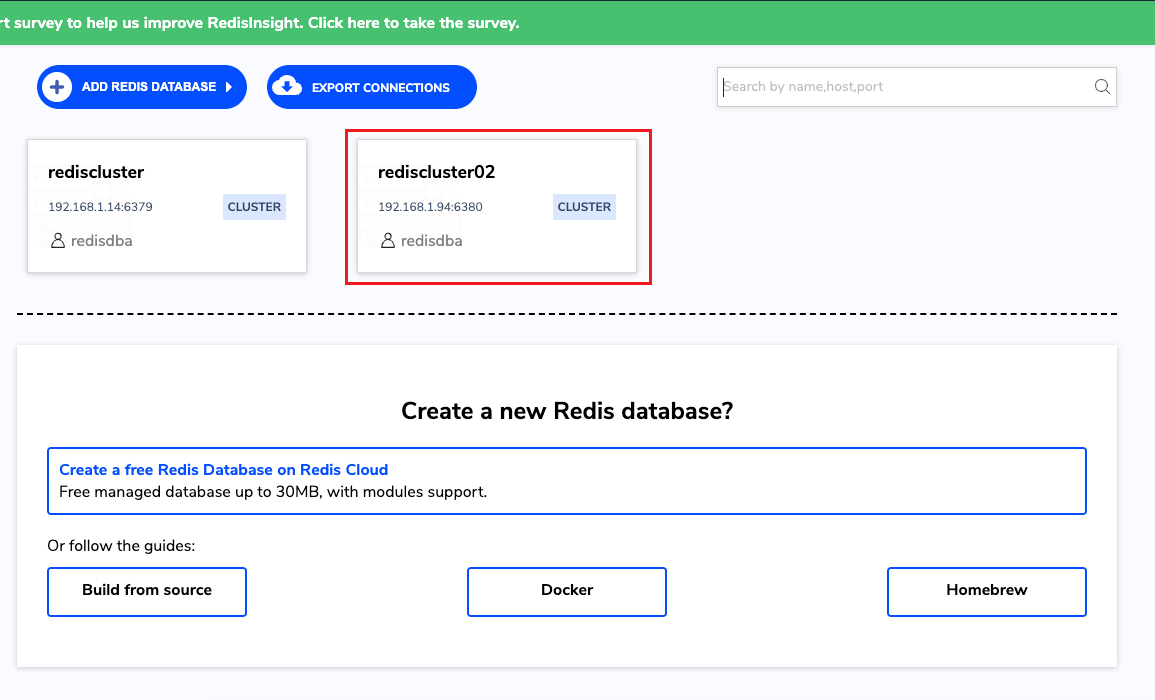 rt survey to help us improve RedisInsight. Click here to take the survey.
ADD REDIS DATABASE
EXPORT CONNECTIONS
Search by name,host,port
rediscluster
192.168.1.14:6379
CLUSTER
redisdba
rediscluster02
192.168.1.94:6380
CLUSTER
redisdba
Create a new Redis database?
Create a free Redis Database on Redis Cloud
Free managed database up to 30MB, with modules support.
Or follow the guides:
Build from source
Docker
Homebrew